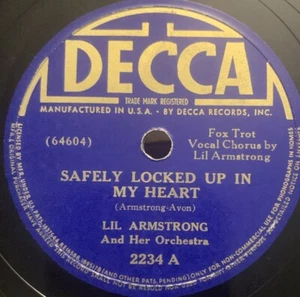 DECCA
TRADE MARK REGISTERED
MANUFACTURED IN U.S.A. • BY DECCA RECORDS, INC.
(64604)
Fox Trot
Vocal Chorus by
Lil Armstrong
SAFELY LOCKED UP IN
MY HEART
(Armstrong-Avon)
LIL ARMSTRONG
And Her Orchestra
2234 A